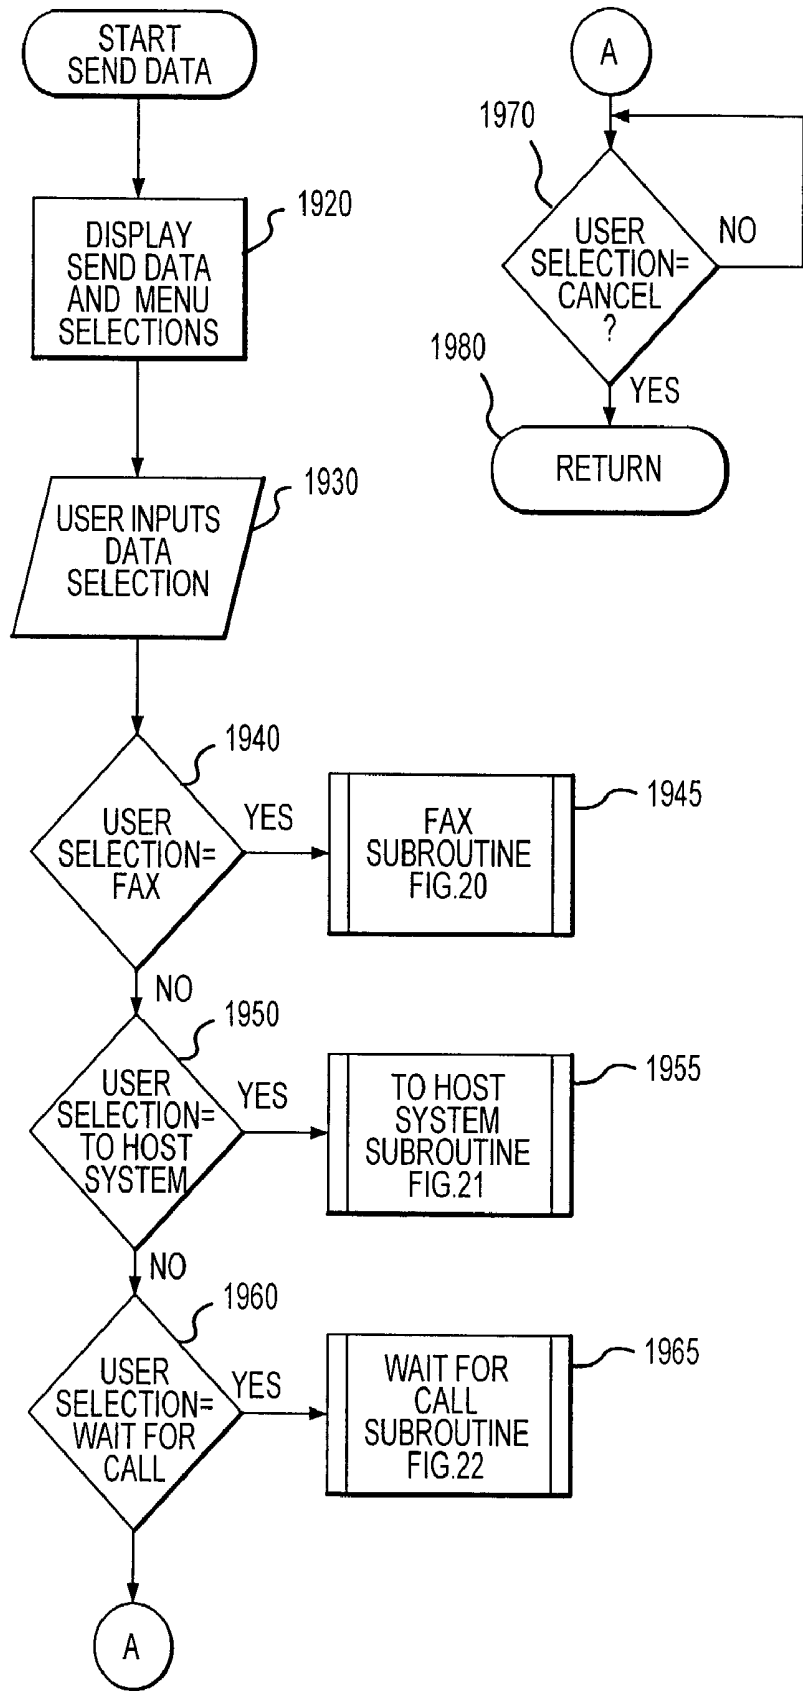 START
SEND DATA
1920
DISPLAY
SEND DATA
AND MENU
SELECTIONS
1930
USER INPUTS
DATA
SELECTION
1940
USER
SELECTION=
FAX
YES
1945
FAX
SUBROUTINE
FIG.20
NO
1950
USER
SELECTION=
TO HOST
SYSTEM
YES
1955
TO HOST
SYSTEM
SUBROUTINE
FIG.21
NO
1960
USER
SELECTION=
WAIT FOR
CALL
YES
1965
WAIT FOR
CALL
SUBROUTINE
FIG.22
A
A
1970
USER
SELECTION=
CANCEL
?
NO
YES
1980
RETURN